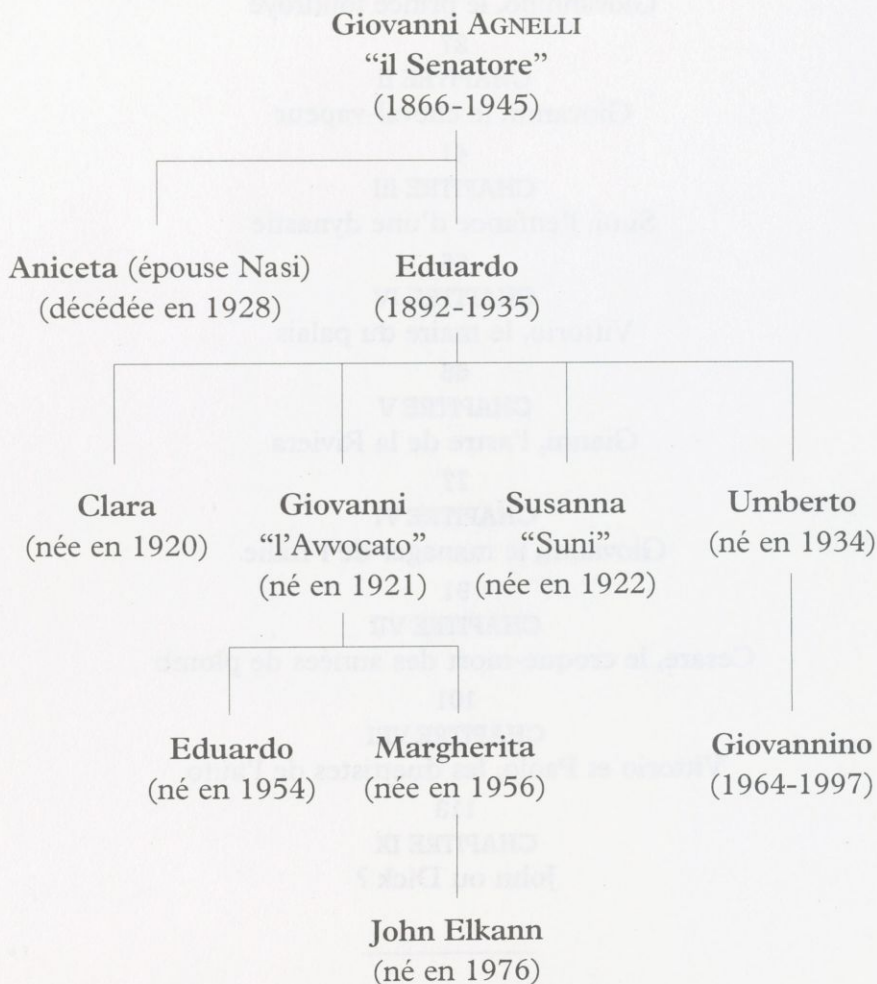 Giovanni AGNELLI
“il Senatore”
(1866-1945)
Aniceta (épouse Nasi)
(décédée en 1928)
Eduardo
(1892-1935)
Clara
(née en 1920)
Giovanni
“l’Avvocato”
(né en 1921)
Susanna
“Suni”
(née en 1922)
Umberto
(né en 1934)
Eduardo
(né en 1954)
Margherita
(née en 1956)
Giovannino
(1964-1997)
John Elkann
(né en 1976)